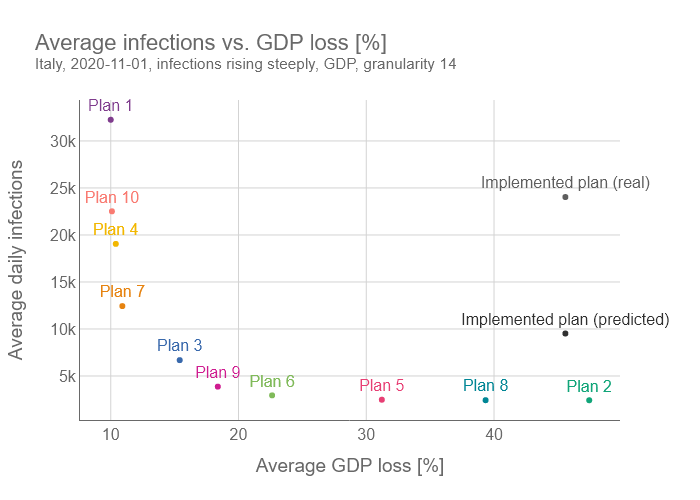 Average infections vs. GDP loss [%]
Italy, 2020-11-01, infections rising steeply, GDP, granularity 14
Plan 1
30k
Implemented plan (real)
25k
Plan 10
Plan 4
20k
15k
Plan 7
Implemented plan (predicted)
10k
Plan 3
Plan 9
Plan 6
Plan 5
Plan 8
Plan 2
5k
Average daily infections
10
20
30
40
Average GDP loss [%]